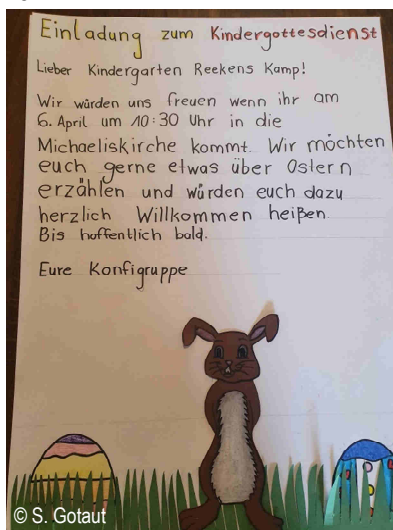 Einladung zum Kindergottesdienst
Lieber Kindergarten Reekens Kamp!
Wir würden uns freuen wenn ihr am
6. April um 10:30 Uhr in die
Michaeliskirche kommt. Wir möchten
euch gerne etwas über Ostern
erzählen und würden euch dazu
herzlich Willkommen heißen
Bis hoffentlich bald.
Eure Konfigruppe
© S. Gotaut